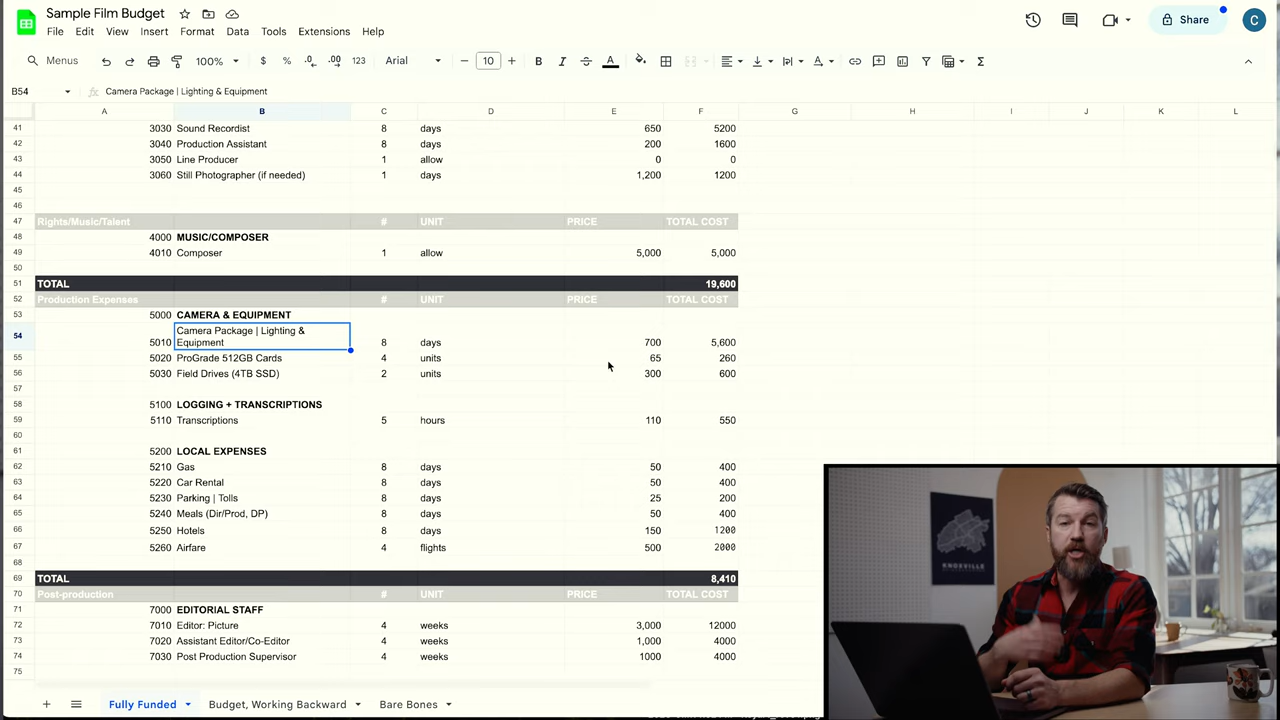 Sample Film Budget
File Edit View Insert Format Data Tools Extensions Help
Share
C
Menus 100% $ % .0 .00 123 Arial 10 B I A
B54 Camera Package | Lighting & Equipment
A B C D E F G H I J K L
41 3030 Sound Recordist 8 days 650 5200
42 3040 Production Assistant 8 days 200 1600
43 3050 Line Producer 1 allow 0 0
44 3060 Still Photographer (if needed) 1 days 1,200 1200
45
46
47 Rights/Music/Talent # UNIT PRICE TOTAL COST
48 4000 MUSIC/COMPOSER
49 4010 Composer 1 allow 5,000 5,000
50
51 TOTAL 19,600
52 Production Expenses # UNIT PRICE TOTAL COST
53 5000 CAMERA & EQUIPMENT
54 5010 Camera Package | Lighting &
Equipment 8 days 700 5,600
55 5020 ProGrade 512GB Cards 4 units 65 260
56 5030 Field Drives (4TB SSD) 2 units 300 600
57
58 5100 LOGGING + TRANSCRIPTIONS
59 5110 Transcriptions 5 hours 110 550
60
61 5200 LOCAL EXPENSES
62 5210 Gas 8 days 50 400
63 5220 Car Rental 8 days 50 400
64 5230 Parking | Tolls 8 days 25 200
65 5240 Meals (Dir/Prod, DP) 8 days 50 400
66 5250 Hotels 8 days 150 1200
67 5260 Airfare 4 flights 500 2000
68
69 TOTAL 8,410
70 Post-production # UNIT PRICE TOTAL COST
71 7000 EDITORIAL STAFF
72 7010 Editor: Picture 4 weeks 3,000 12000
73 7020 Assistant Editor/Co-Editor 4 weeks 1,000 4000
74 7030 Post Production Supervisor 4 weeks 1000 4000
75
KNOXVILLE
Fully Funded Budget, Working Backward Bare Bones